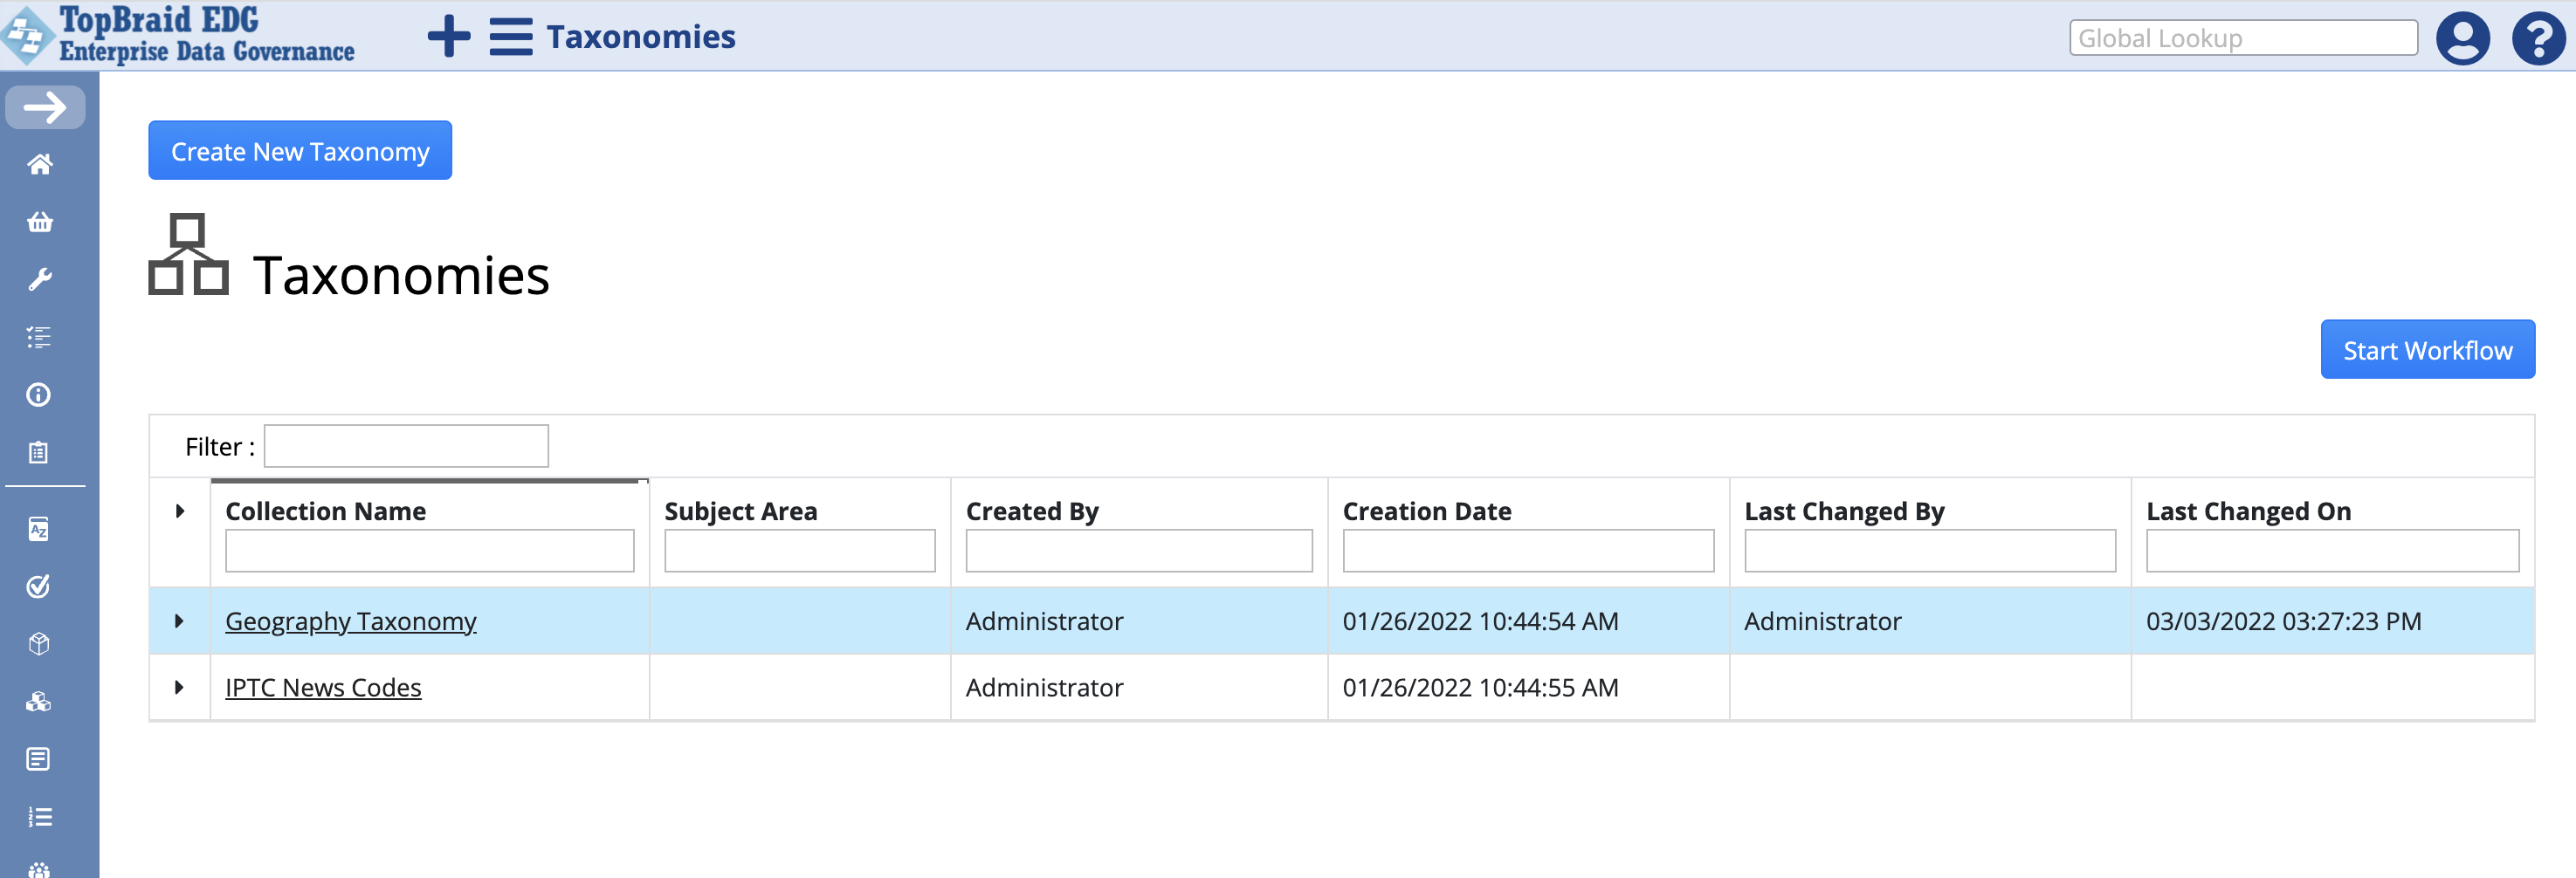 TopBraid EDG
Enterprise Data Governance
Taxonomies
Global Lookup
Create New Taxonomy
Taxonomies
Start Workflow
Filter :
Collection Name Subject Area Created By Creation Date Last Changed By Last Changed On
Geography Taxonomy Administrator 01/26/2022 10:44:54 AM Administrator 03/03/2022 03:27:23 PM
IPTC News Codes Administrator 01/26/2022 10:44:55 AM